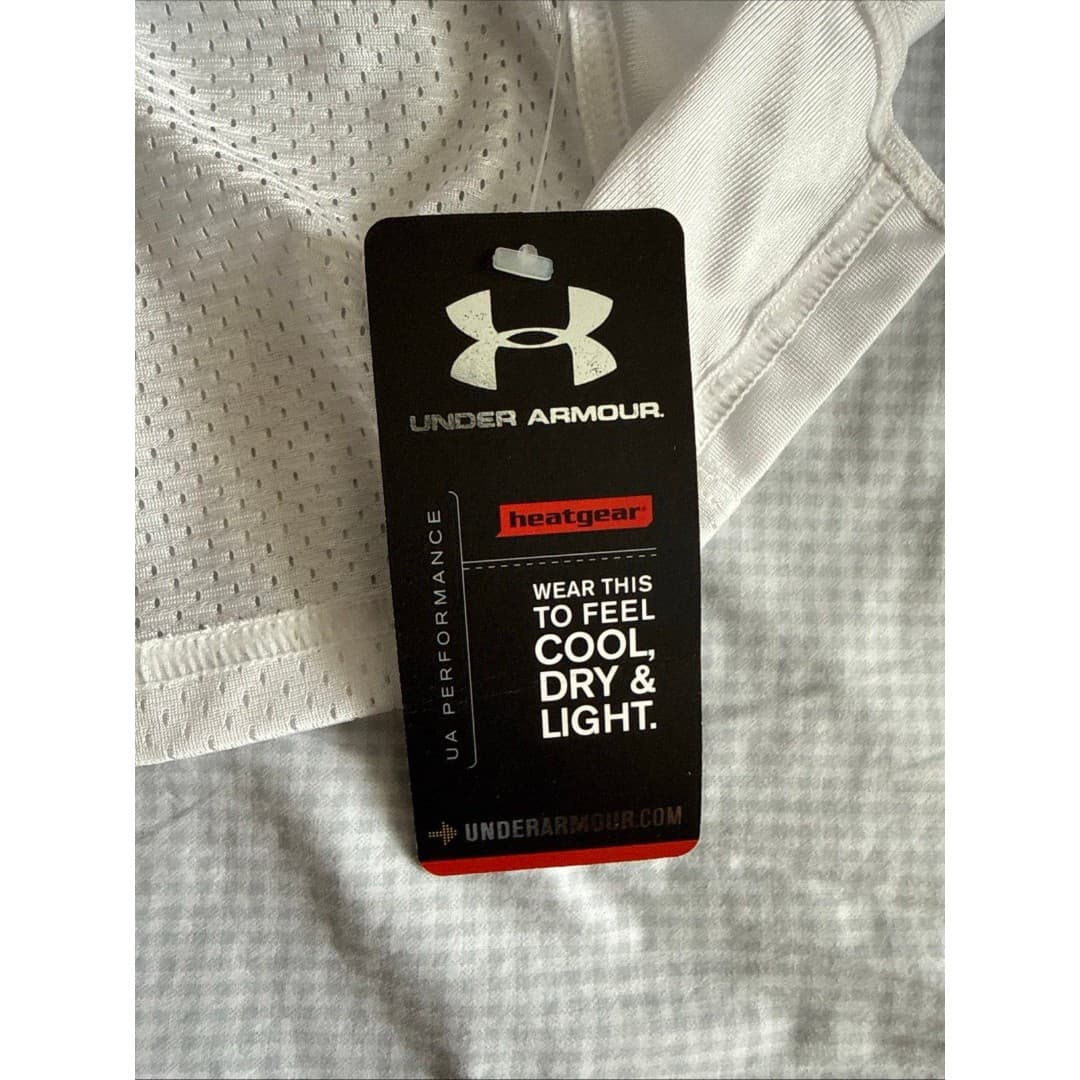 UNDER ARMOUR.
heatgear®
UA PERFORMANCE
WEAR THIS
TO FEEL
COOL,
DRY &
LIGHT.
UNDERARMOUR.COM